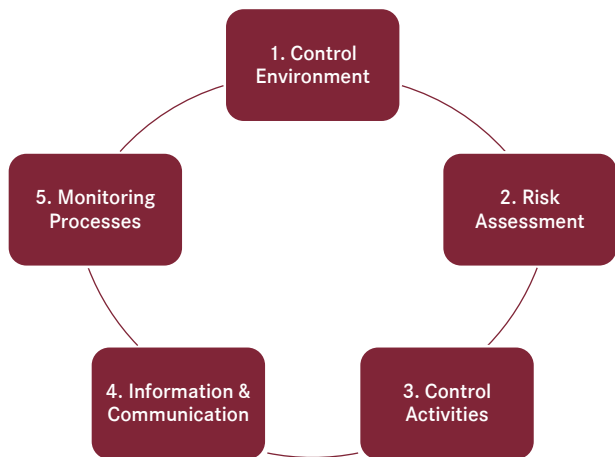 1. Control
Environment
2. Risk
Assessment
3. Control
Activities
4. Information &
Communication
5. Monitoring
Processes